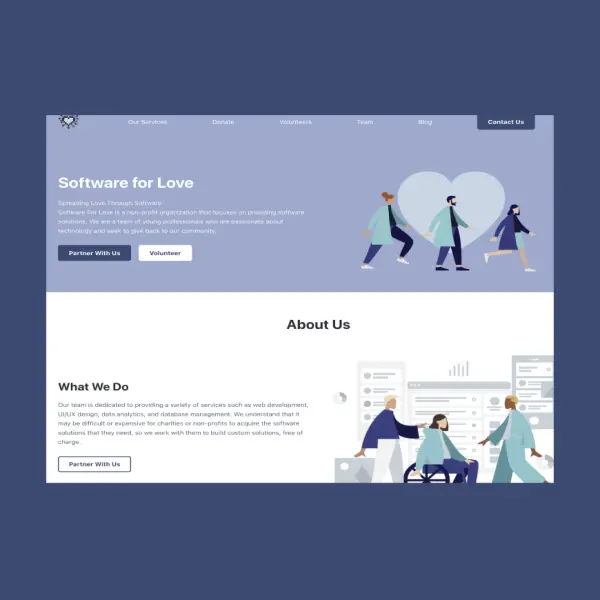 Our Services Donate Volunteers Team Blog Contact Us
Software for Love
Spreading Love Through Software
Software For Love is a non-profit organization that focuses on providing software
solutions. We are a team of young professionals who are passionate about
technology and seek to give back to our community.
Partner With Us Volunteer
About Us
What We Do
Our team is dedicated to providing a variety of services such as web development,
UI/UX design, data analytics, and database management. We understand that it
may be difficult or expensive for charities or non-profits to acquire the software
solutions that they need, so we work with them to build custom solutions, free of
charge.
Partner With Us